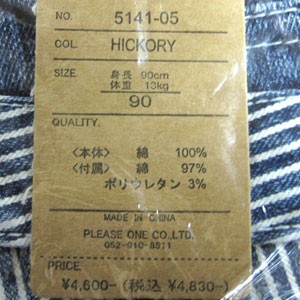 NO. 5141-05
COL. HICKORY
SIZE. 身長 90cm
体重 13kg
90
QUALITY.
〈本体〉 綿 100%
〈付属〉 綿 97%
ポリウレタン 3%
MADE IN CHINA
PLEASE ONE CO.,LTD.
052-910-8811
PRICE
¥4,600-(税込 ¥4,830-)